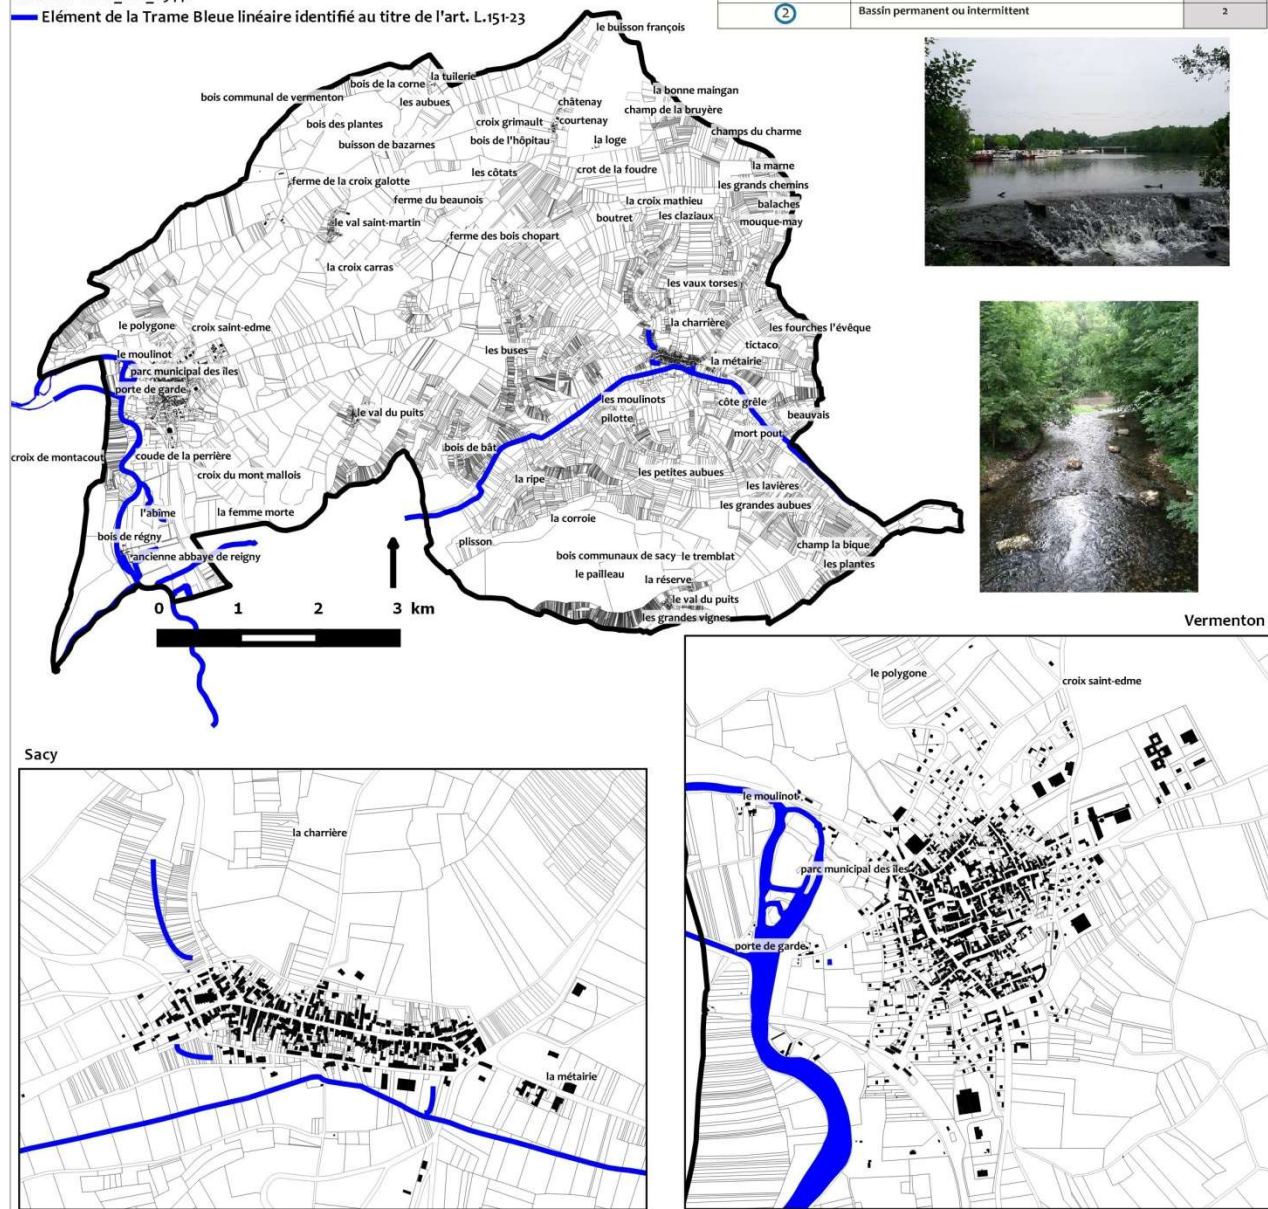 Elément de la Trame Bleue linéaire identifié au titre de l'art. L.151-23
2 Bassin permanent ou intermittent 2
le buisson françois
la tuilerie
bois de la corne
la bonne maingan
bois communal de vermenton
les aubues
châtenay
champ de la bruyère
bois des plantes
croix grimault
courtenay
champs du charme
buisson de bazarnes
bois de l'hôpitau
la loge
la marne
les côtats
crot de la foudre
ferme de la croix galotte
les grands chemins
ferme du beaunois
la croix mathieu
balaches
le val saint-martin
boutret
les claziaux
mouque-may
ferme des bois chopart
la croix carras
les vaux torses
le polygone
croix saint-edme
la charrière
les fourches l'évêque
tictaco
le moulinot
les buses
la métairie
parc municipal des îles
porte de garde
les moulinots
côte grêle
le val du puits
pilotte
beauvais
mort pout
bois de bât
croix de montacout
coude de la perrière
croix du mont mallois
les petites aubues
la ripe
les lavières
l'abîme
la femme morte
la corroie
les grandes aubues
bois de régny
plisson
champ la bique
ancienne abbaye de reigny
bois communaux de sacy
le tremblat
les plantes
le pailleau
la réserve
le val du puits
les grandes vignes
0 1 2 3 km
Vermenton
le polygone
croix saint-edme
le moulinot
parc municipal des îles
porte de garde
Sacy
la charrière
la métairie